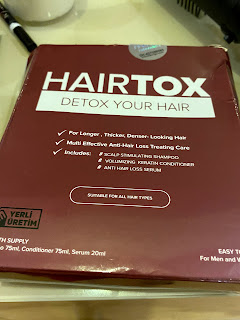 HAIRTOX
DETOX YOUR HAIR
For Longer , Thicker, Denser- Looking Hair
Multi Effective Anti-Hair Loss Treating Care
Includes: # SCALP STIMULATING SHAMPOO
# VOLUMIZING KERATIN CONDITIONER
# ANTI HAIR LOSS SERUM
SUITABLE FOR ALL HAIR TYPES
YERLİ
ÜRETİM
TH SUPPLY
o 75ml, Conditioner 75ml, Serum 20ml
EASY T
For Men and W